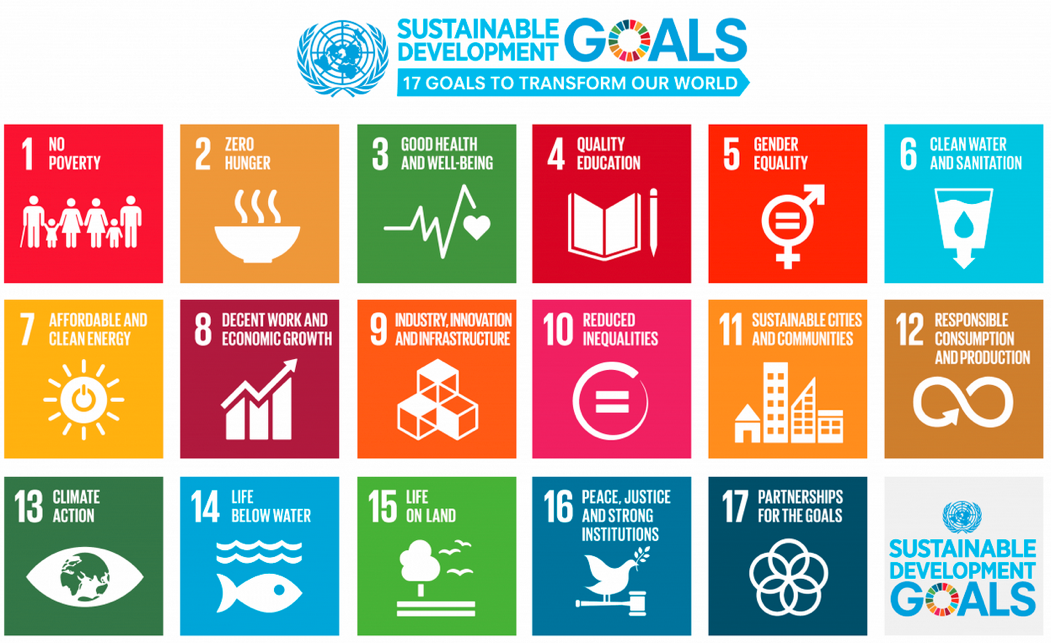 SUSTAINABLE
DEVELOPMENT
GOALS
17 GOALS TO TRANSFORM OUR WORLD
1 NO
POVERTY
2 ZERO
HUNGER
3 GOOD HEALTH
AND WELL-BEING
4 QUALITY
EDUCATION
5 GENDER
EQUALITY
6 CLEAN WATER
AND SANITATION
7 AFFORDABLE AND
CLEAN ENERGY
8 DECENT WORK AND
ECONOMIC GROWTH
9 INDUSTRY, INNOVATION
AND INFRASTRUCTURE
10 REDUCED
INEQUALITIES
11 SUSTAINABLE CITIES
AND COMMUNITIES
12 RESPONSIBLE
CONSUMPTION
AND PRODUCTION
13 CLIMATE
ACTION
14 LIFE
BELOW WATER
15 LIFE
ON LAND
16 PEACE, JUSTICE
AND STRONG
INSTITUTIONS
17 PARTNERSHIPS
FOR THE GOALS
SUSTAINABLE
DEVELOPMENT
GOALS